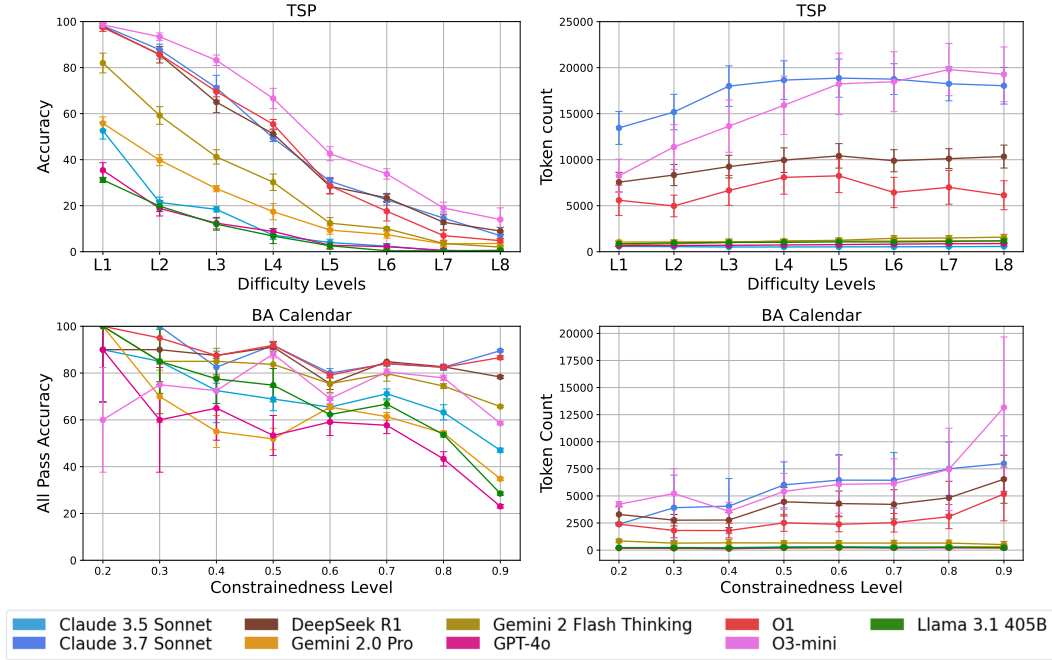 TSP
100
80
60
40
20
0
Accuracy
L1 L2 L3 L4 L5 L6 L7 L8
Difficulty Levels
TSP
25000
20000
15000
10000
5000
0
Token count
L1 L2 L3 L4 L5 L6 L7 L8
Difficulty Levels
BA Calendar
100
80
60
40
20
0
All Pass Accuracy
0.2 0.3 0.4 0.5 0.6 0.7 0.8 0.9
Constrainedness Level
BA Calendar
20000
17500
15000
12500
10000
7500
5000
2500
0
Token Count
0.2 0.3 0.4 0.5 0.6 0.7 0.8 0.9
Constrainedness Level
Claude 3.5 Sonnet DeepSeek R1 Gemini 2 Flash Thinking O1 Llama 3.1 405B
Claude 3.7 Sonnet Gemini 2.0 Pro GPT-4o O3-mini